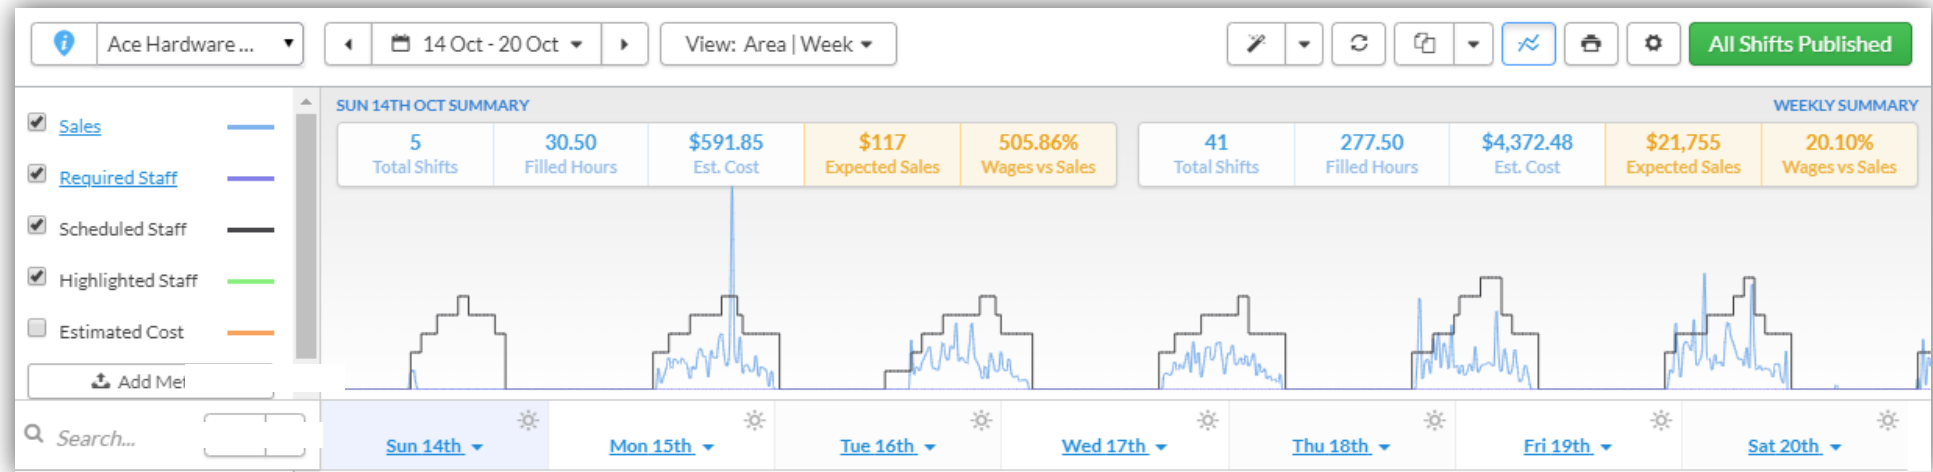 Ace Hardware ...
14 Oct - 20 Oct
View: Area | Week
All Shifts Published
Sales
Required Staff
Scheduled Staff
Highlighted Staff
Estimated Cost
Add Met
Search...
SUN 14TH OCT SUMMARY
5 30.50 $591.85 $117 505.86%
Total Shifts Filled Hours Est. Cost Expected Sales Wages vs Sales
WEEKLY SUMMARY
41 277.50 $4,372.48 $21,755 20.10%
Total Shifts Filled Hours Est. Cost Expected Sales Wages vs Sales
Sun 14th Mon 15th Tue 16th Wed 17th Thu 18th Fri 19th Sat 20th